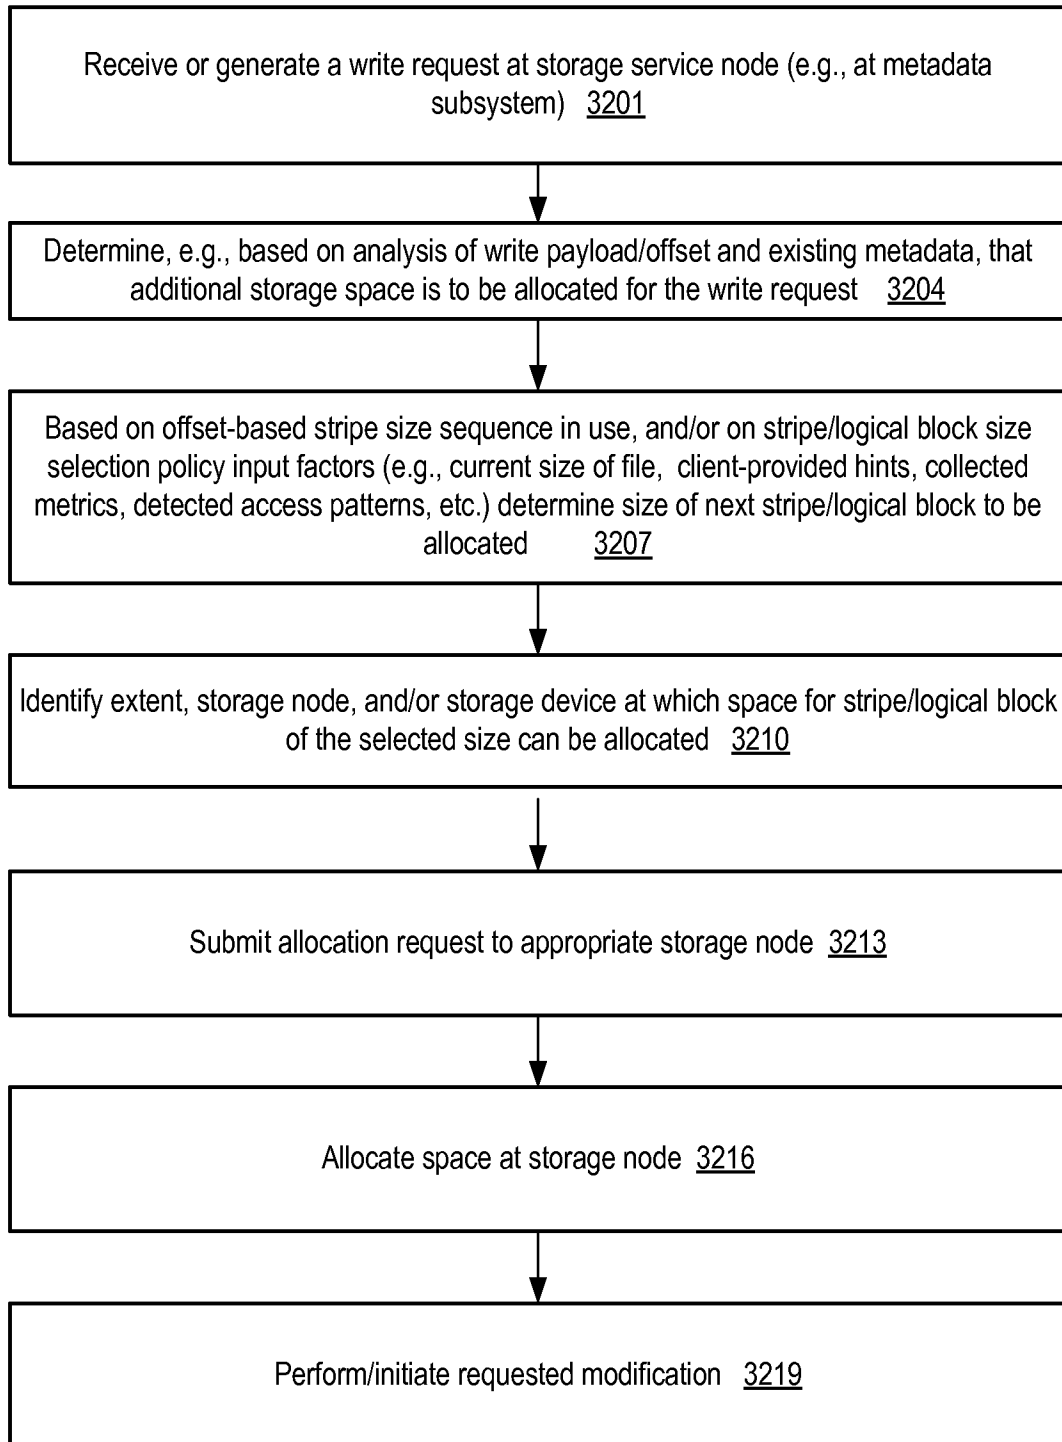 Receive or generate a write request at storage service node (e.g., at metadata
subsystem) 3201
Determine, e.g., based on analysis of write payload/offset and existing metadata, that
additional storage space is to be allocated for the write request 3204
Based on offset-based stripe size sequence in use, and/or on stripe/logical block size
selection policy input factors (e.g., current size of file, client-provided hints, collected
metrics, detected access patterns, etc.) determine size of next stripe/logical block to be
allocated 3207
Identify extent, storage node, and/or storage device at which space for stripe/logical block
of the selected size can be allocated 3210
Submit allocation request to appropriate storage node 3213
Allocate space at storage node 3216
Perform/initiate requested modification 3219